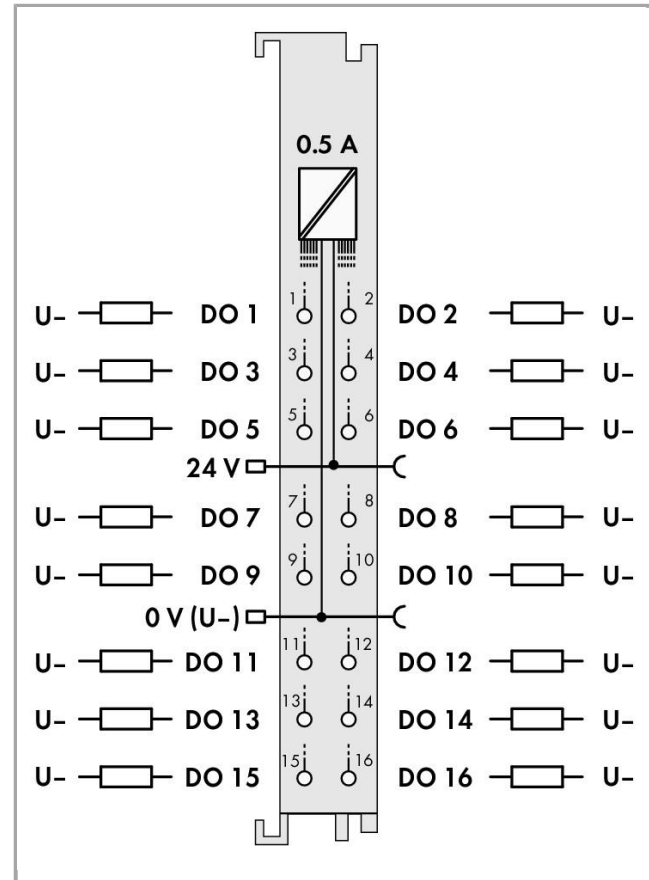 0.5 A
U– DO 1 1 2 DO 2 U–
U– DO 3 3 4 DO 4 U–
U– DO 5 5 6 DO 6 U–
24 V
U– DO 7 7 8 DO 8 U–
U– DO 9 9 10 DO 10 U–
0 V (U–)
U– DO 11 11 12 DO 12 U–
U– DO 13 13 14 DO 14 U–
U– DO 15 15 16 DO 16 U–